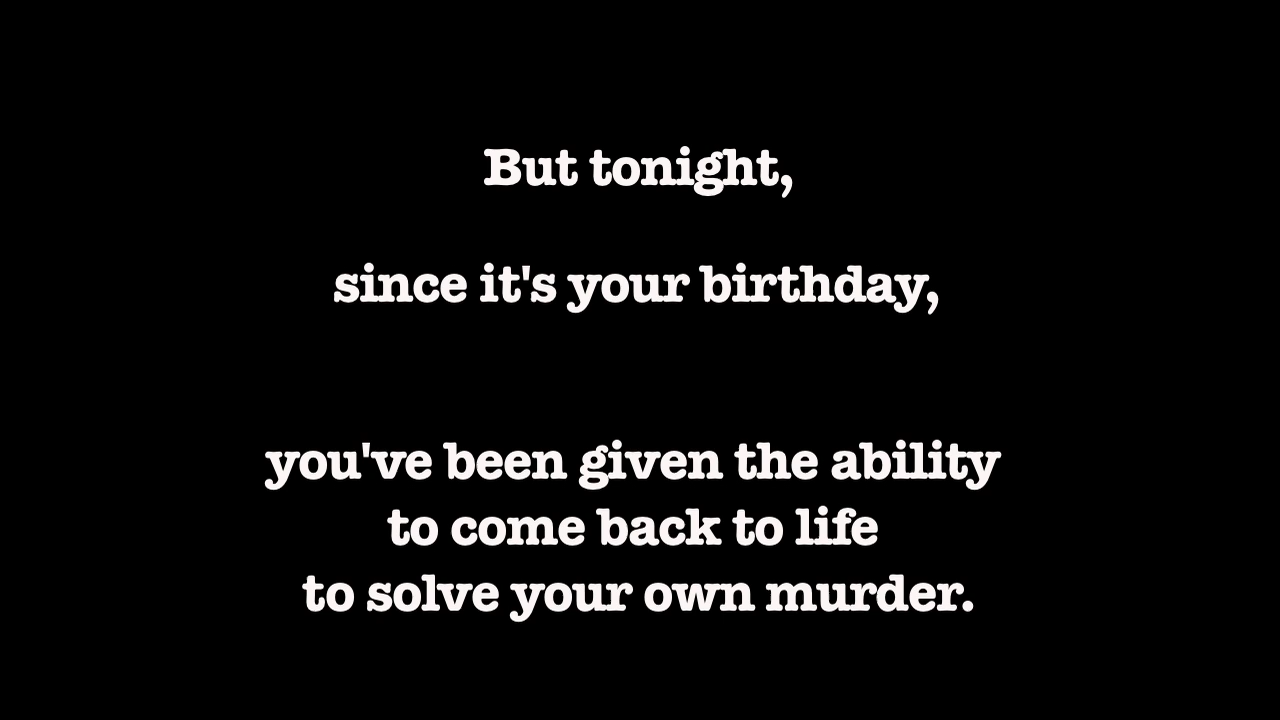 But tonight,
since it's your birthday,
you've been given the ability
to come back to life
to solve your own murder.